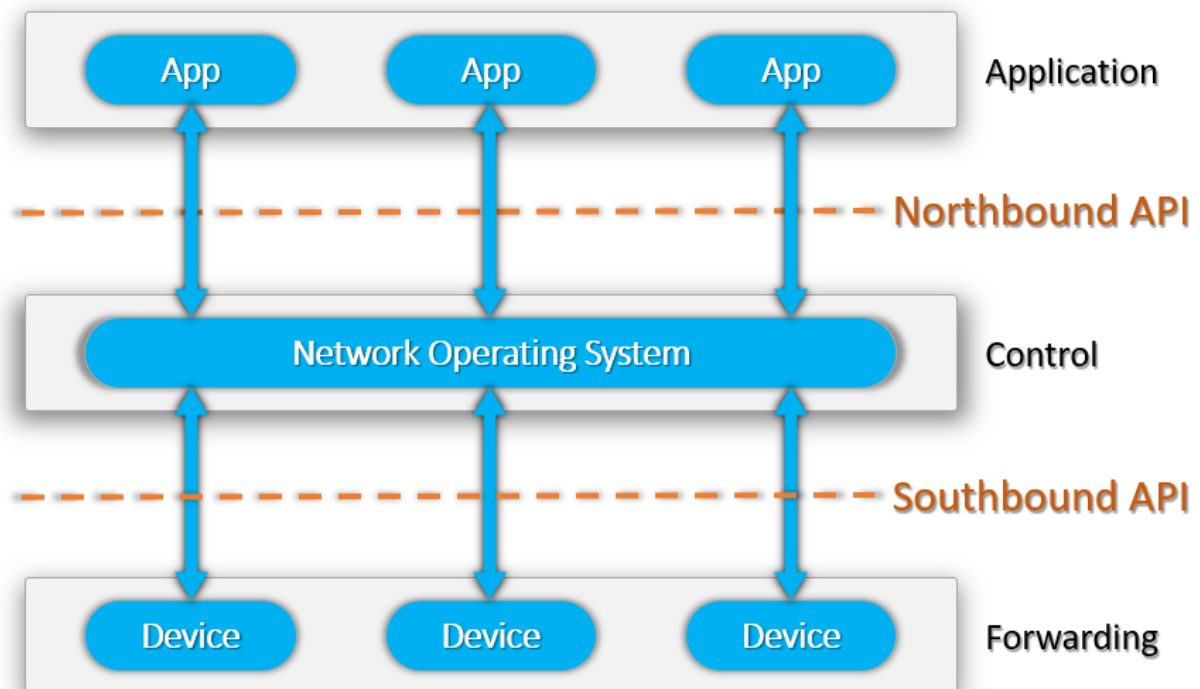 App App App Application
Northbound API
Network Operating System Control
Southbound API
Device Device Device Forwarding